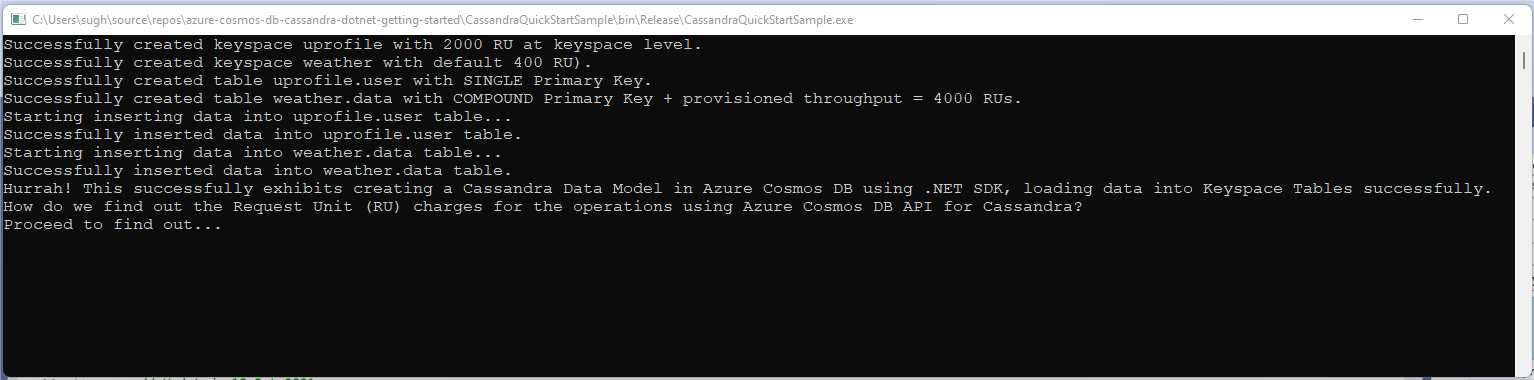 C:\Users\sugh\source\repos\azure-cosmos-db-cassandra-dotnet-getting-started\CassandraQuickStartSample\bin\Release\CassandraQuickStartSample.exe
Successfully created keyspace uprofile with 2000 RU at keyspace level.
Successfully created keyspace weather with default 400 RU).
Successfully created table uprofile.user with SINGLE Primary Key.
Successfully created table weather.data with COMPOUND Primary Key + provisioned throughput = 4000 RUs.
Starting inserting data into uprofile.user table...
Successfully inserted data into uprofile.user table.
Starting inserting data into weather.data table...
Successfully inserted data into weather.data table.
Hurrah! This successfully exhibits creating a Cassandra Data Model in Azure Cosmos DB using .NET SDK, loading data into Keyspace Tables successfully.
How do we find out the Request Unit (RU) charges for the operations using Azure Cosmos DB API for Cassandra?
Proceed to find out...